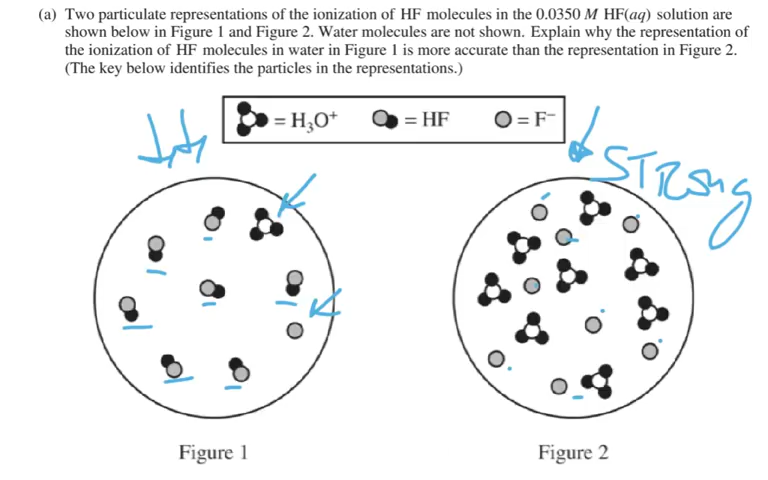 (a) Two particulate representations of the ionization of HF molecules in the 0.0350 M HF(aq) solution are
shown below in Figure 1 and Figure 2. Water molecules are not shown. Explain why the representation of
the ionization of HF molecules in water in Figure 1 is more accurate than the representation in Figure 2.
(The key below identifies the particles in the representations.)
= H₃O⁺ = HF = F⁻
STRONG
Figure 1 Figure 2